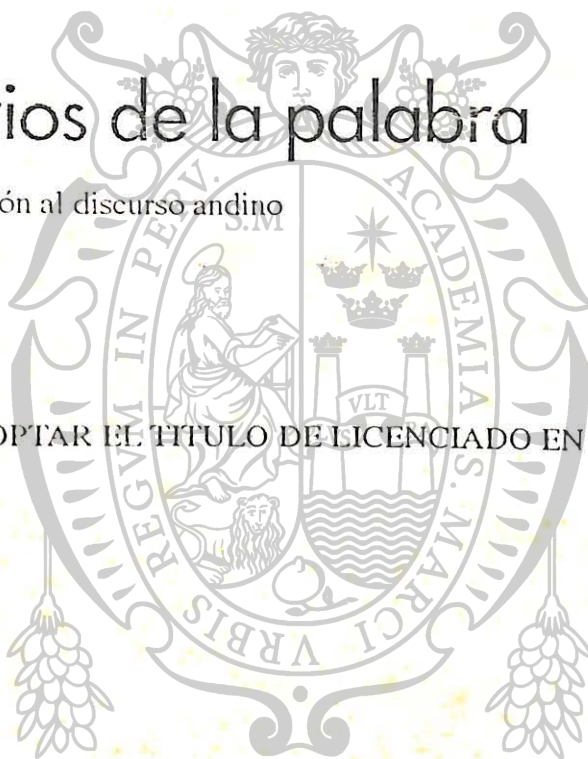 ios de la palabra
ón al discurso andino
OPTAR EL TITULO DE LICENCIADO EN
S.M
ACADEMIA S. MARCI VRBIS REGVM IN PERV.
VLT